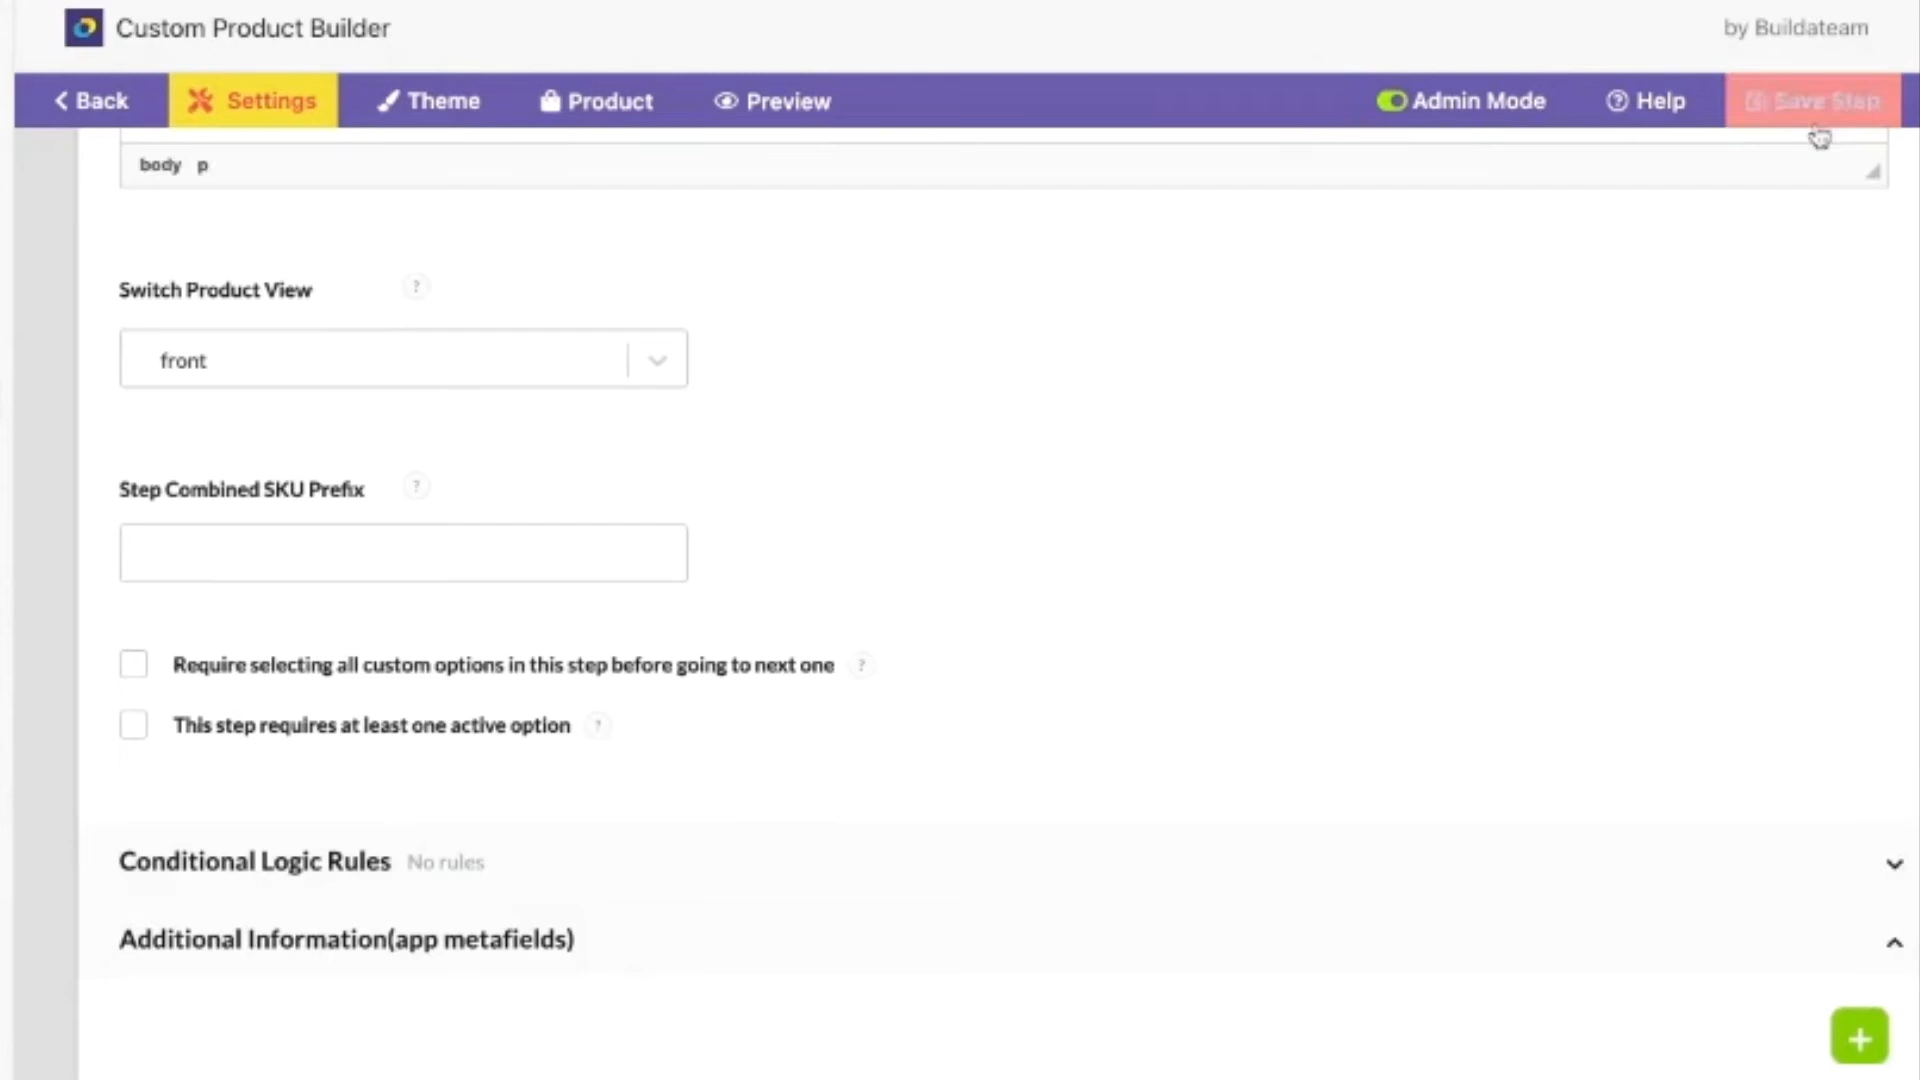 Custom Product Builder
by Buildateam
Back Settings Theme Product Preview Admin Mode Help Save Step
body p
Switch Product View ?
front
Step Combined SKU Prefix ?
Require selecting all custom options in this step before going to next one ?
This step requires at least one active option ?
Conditional Logic Rules No rules
Additional Information(app metafields)
+